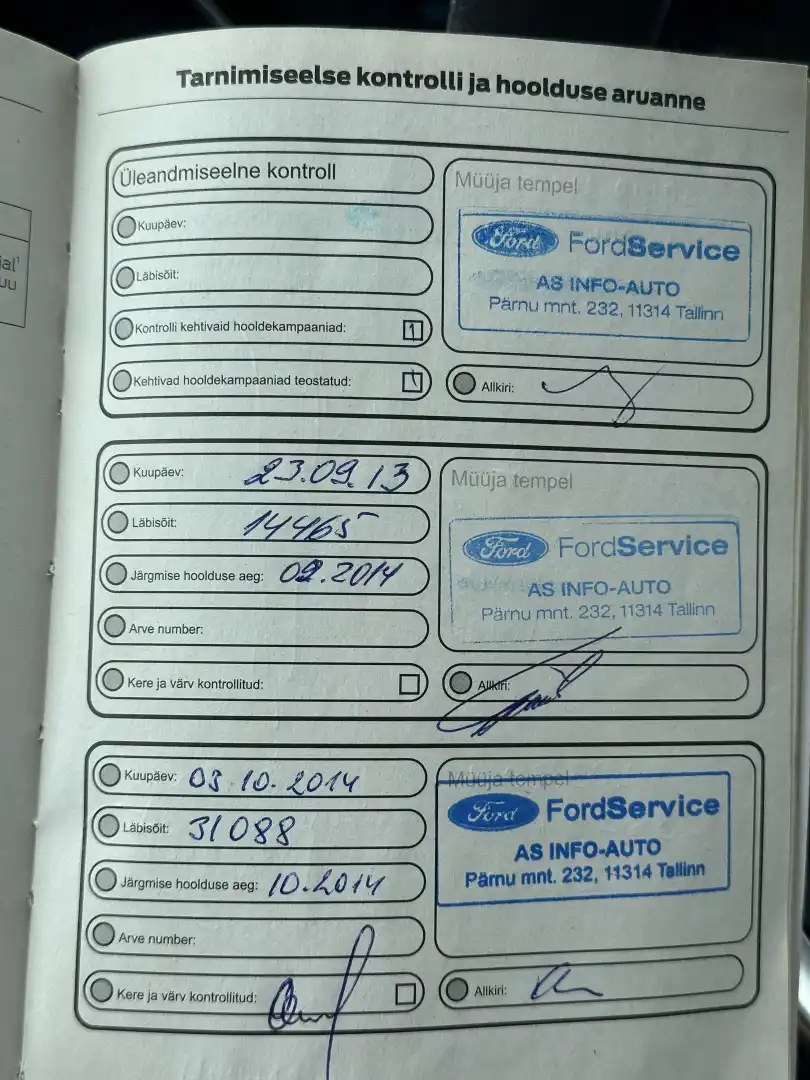 Tarnimiseelse kontrolli ja hoolduse aruanne
Üleandmiseelne kontroll
Kuupäev:
Läbisõit:
Kontrolli kehtivaid hooldekampaaniad:
Kehtivad hooldekampaaniad teostatud:
Müüja tempel
Ford FordService
AS INFO-AUTO
Pärnu mnt. 232, 11314 Tallinn
Allkiri:
Kuupäev: 23.09.13
Läbisõit: 14465
Järgmise hoolduse aeg: 09.2014
Arve number:
Kere ja värv kontrollitud:
Müüja tempel
Ford FordService
AS INFO-AUTO
Pärnu mnt. 232, 11314 Tallinn
Allkiri:
Kuupäev: 03.10.2014
Läbisõit: 31088
Järgmise hoolduse aeg: 10.2014
Arve number:
Kere ja värv kontrollitud:
Müüja tempel
Ford FordService
AS INFO-AUTO
Pärnu mnt. 232, 11314 Tallinn
Allkiri: